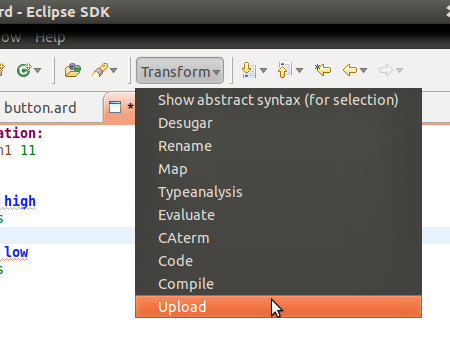 rd - Eclipse SDK
ow Help
Transform
button.ard
*
ation:
n1 11
Show abstract syntax (for selection)
Desugar
Rename
Map
Typeanalysis
high
s
Evaluate
CAterm
low
Code
s
Compile
Upload